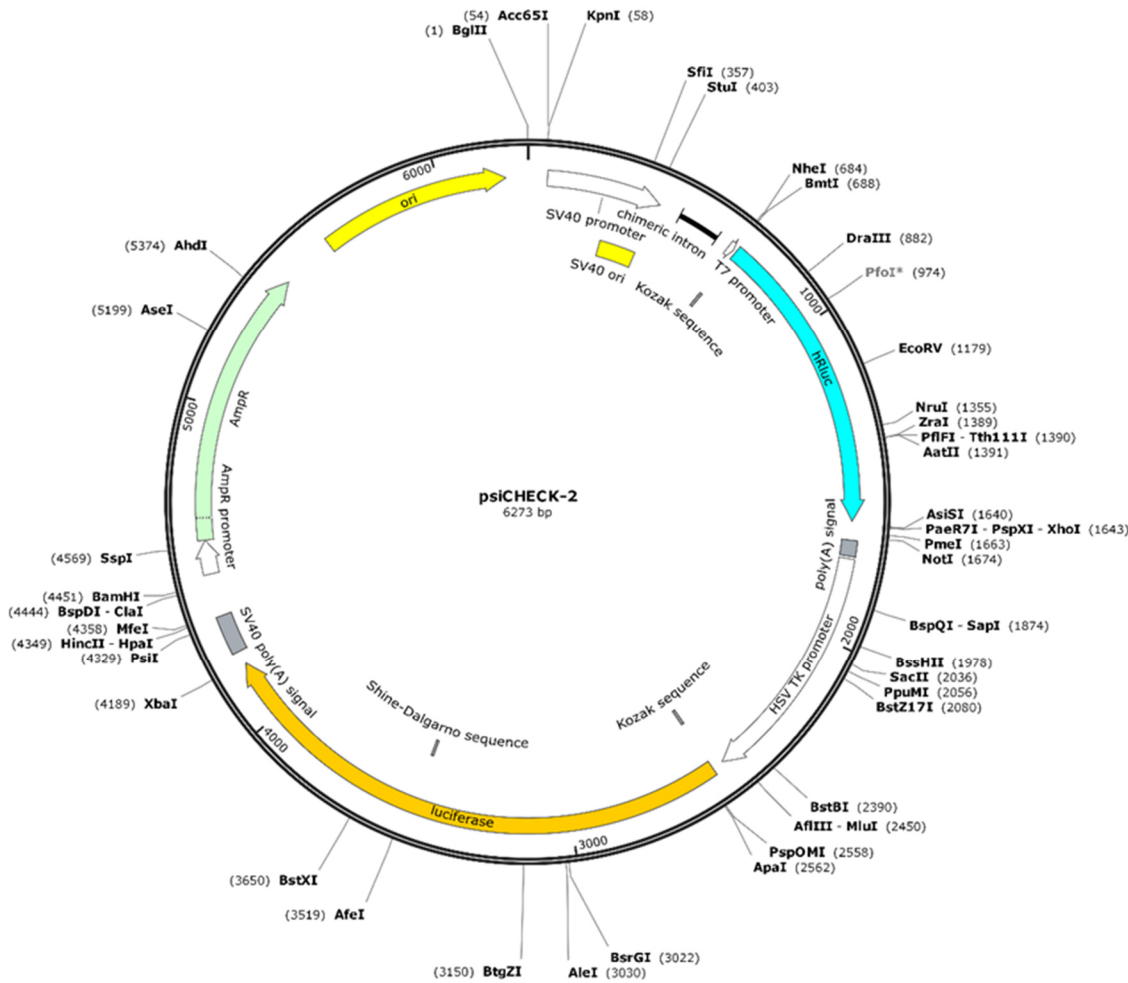 (54) Acc65I
KpnI (58)
(1) BglII
SfiI (357)
StuI (403)
NheI (684)
BmtI (688)
DraIII (882)
PfoI* (974)
EcoRV (1179)
NruI (1355)
ZraI (1389)
PflFI - Tth111I (1390)
AatII (1391)
AsiSI (1640)
PaeR7I - PspXI - XhoI (1643)
PmeI (1663)
NotI (1674)
BspQI - SapI (1874)
BssHII (1978)
SacII (2036)
PpuMI (2056)
BstZ17I (2080)
BstBI (2390)
AflIII - MluI (2450)
PspOMI (2558)
ApaI (2562)
BsrGI (3022)
AleI (3030)
(3150) BtgZI
(3519) AfeI
(3650) BstXI
(4189) XbaI
(4329) PsiI
(4349) HincII - HpaI
(4358) MfeI
(4444) BspDI - ClaI
(4451) BamHI
(4569) SspI
(5199) AseI
(5374) AhdI
6000
ori
SV40 promoter
SV40 ori
chimeric intron
T7 promoter
Kozak sequence
1000
hRluc
poly(A) signal
2000
HSV TK promoter
Kozak sequence
3000
luciferase
Shine-Dalgarno sequence
4000
SV40 poly(A) signal
AmpR promoter
AmpR
5000
psiCHECK-2
6273 bp